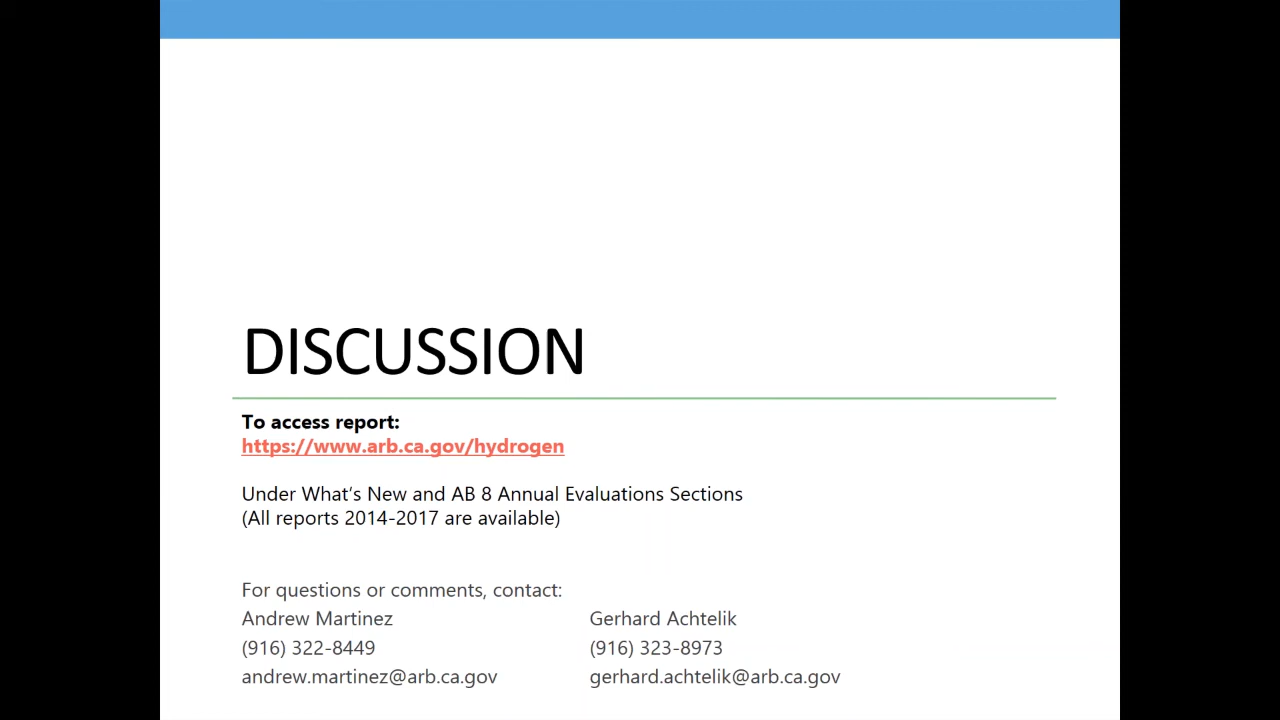 DISCUSSION
To access report:
https://www.arb.ca.gov/hydrogen
Under What’s New and AB 8 Annual Evaluations Sections
(All reports 2014-2017 are available)
For questions or comments, contact:
Andrew Martinez
(916) 322-8449
andrew.martinez@arb.ca.gov
Gerhard Achtelik
(916) 323-8973
gerhard.achtelik@arb.ca.gov